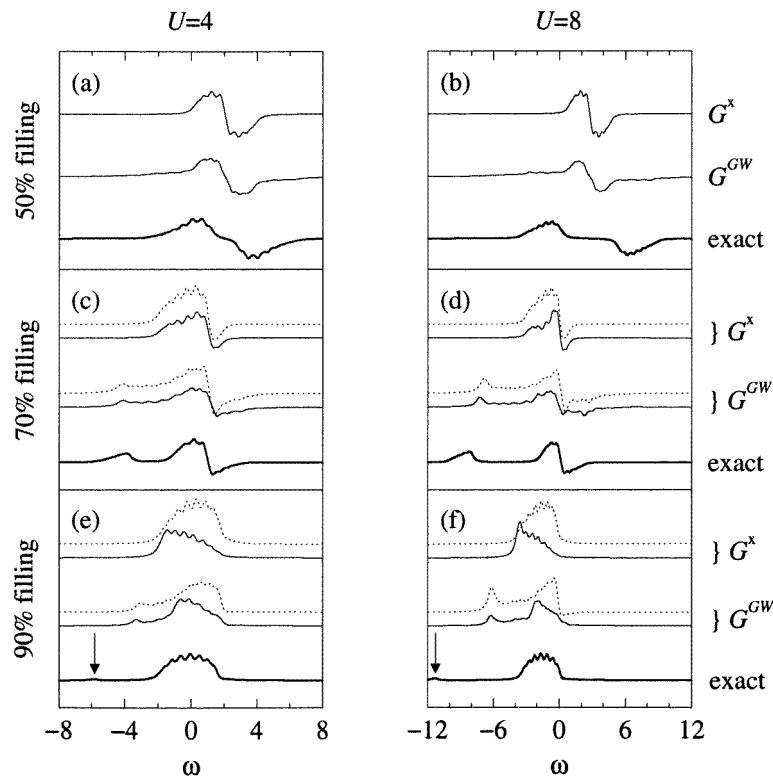 U=4
U=8
50% filling
(a)
(b)
G^x
G^GW
exact
70% filling
(c)
(d)
} G^x
} G^GW
exact
90% filling
(e)
(f)
} G^x
} G^GW
exact
−8 −4 0 4 8
−12 −6 0 6 12
ω
ω